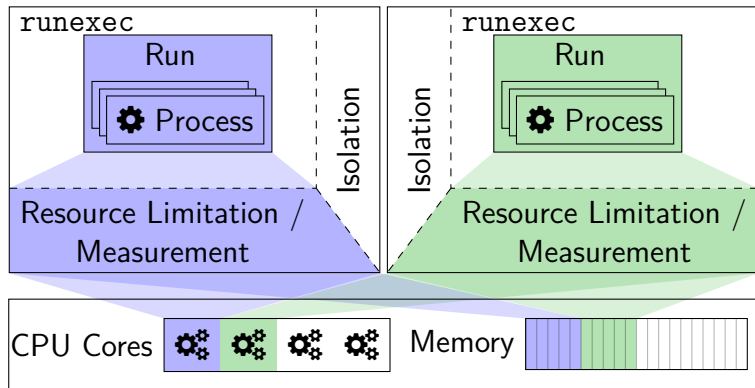 runexec
Run
Process
Isolation
Resource Limitation /
Measurement
runexec
Run
Process
Isolation
Resource Limitation /
Measurement
CPU Cores
Memory